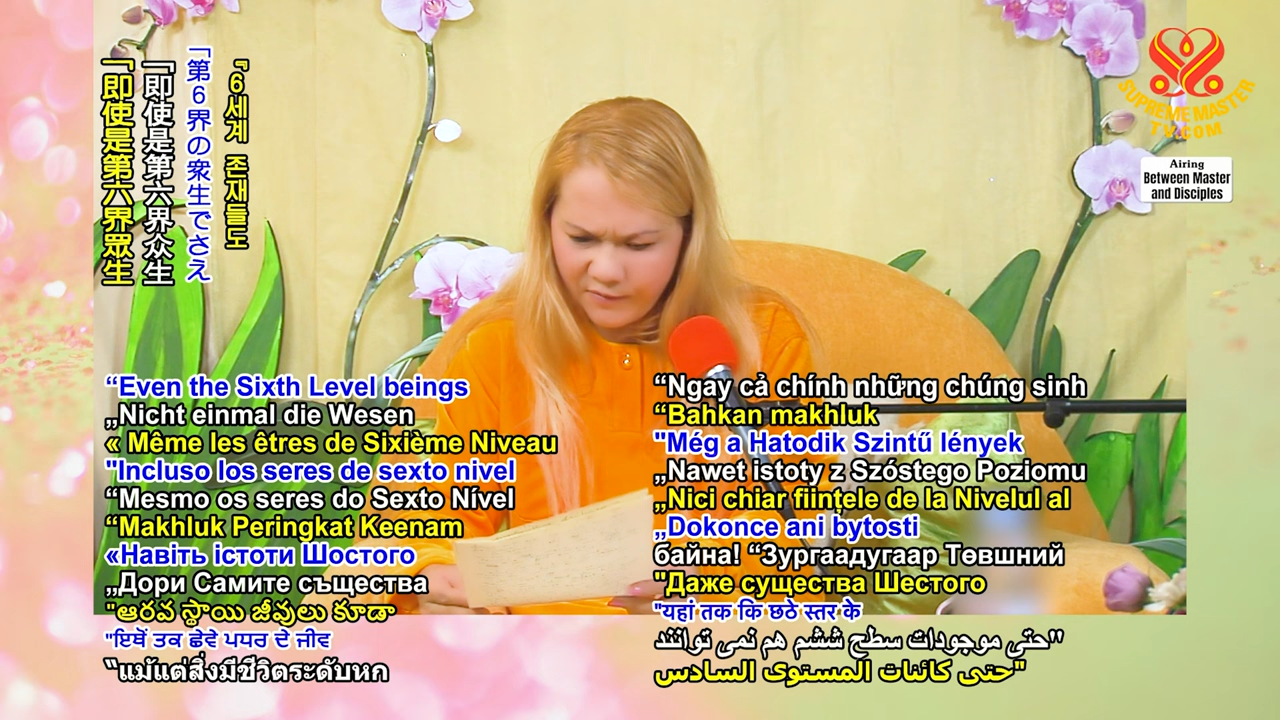 『6세계 존재들도
「第6界の衆生でさえ
「即使是第六界众生
「即使是第六界眾生
SUPREME MASTER
TV.COM
Airing
Between Master
and Disciples
“Even the Sixth Level beings
„Nicht einmal die Wesen
« Même les êtres de Sixième Niveau
"Incluso los seres de sexto nivel
“Mesmo os seres do Sexto Nível
“Makhluk Peringkat Keenam
«Навіть істоти Шостого
„Дори Самите същества
"ఆరవ స్థాయి జీవులు కూడా
"ਇਥੋਂ ਤਕ ਛੇਵੇਂ ਪਧਰ ਦੇ ਜੀਵ
“แม้แต่สิ่งมีชีวิตระดับหก
“Ngay cả chính những chúng sinh
“Bahkan makhluk
"Még a Hatodik Szintű lények
„Nawet istoty z Szóstego Poziomu
„Nici chiar ființele de la Nivelul al
„Dokonce ani bytosti
байна! “Зургаадугаар Төвшний
"Даже существа Шестого
"यहां तक कि छठे स्तर के
"حتی موجودات سطح ششم هم نمی توانند
"حتى كائنات المستوى السادس